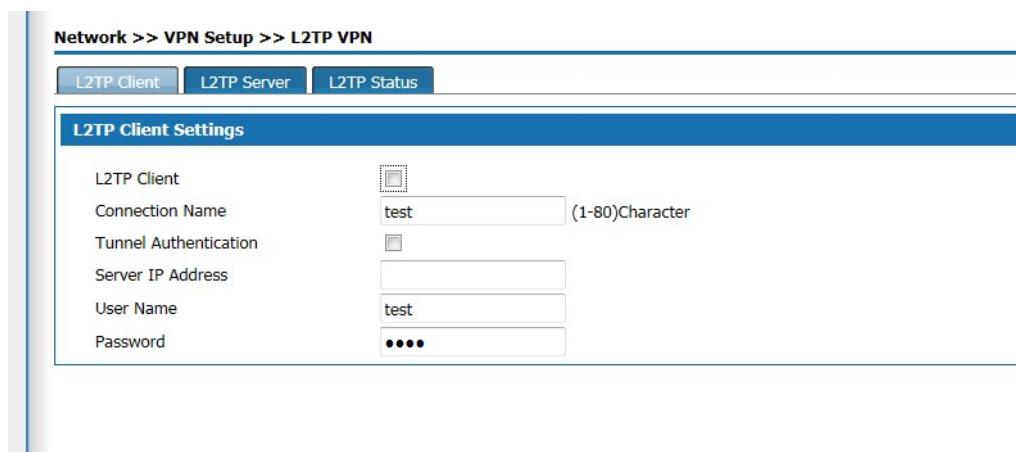 Network >> VPN Setup >> L2TP VPN
L2TP Client L2TP Server L2TP Status
L2TP Client Settings
L2TP Client
Connection Name test (1-80)Character
Tunnel Authentication
Server IP Address
User Name test
Password ●●●●